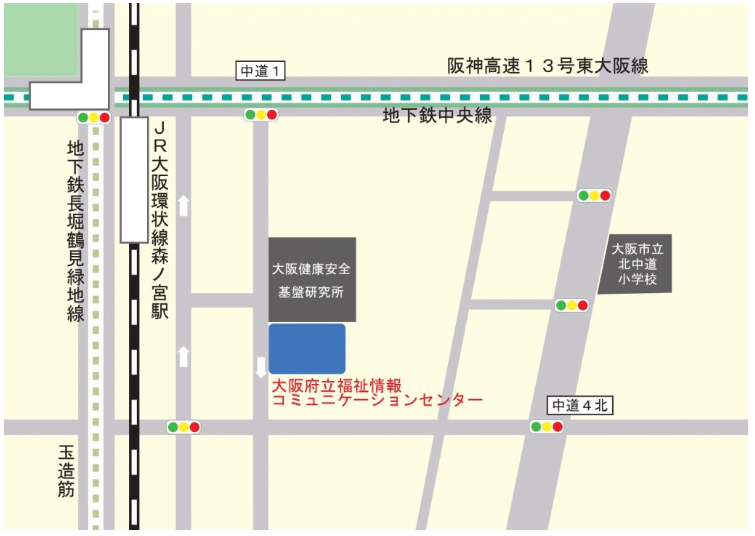 阪神高速13号東大阪線
中道1
地下鉄中央線
地下鉄長堀鶴見緑地線
JR大阪環状線森ノ宮駅
大阪市立
北中道
小学校
大阪健康安全
基盤研究所
大阪府立福祉情報
コミュニケーションセンター
中道4北
玉造筋